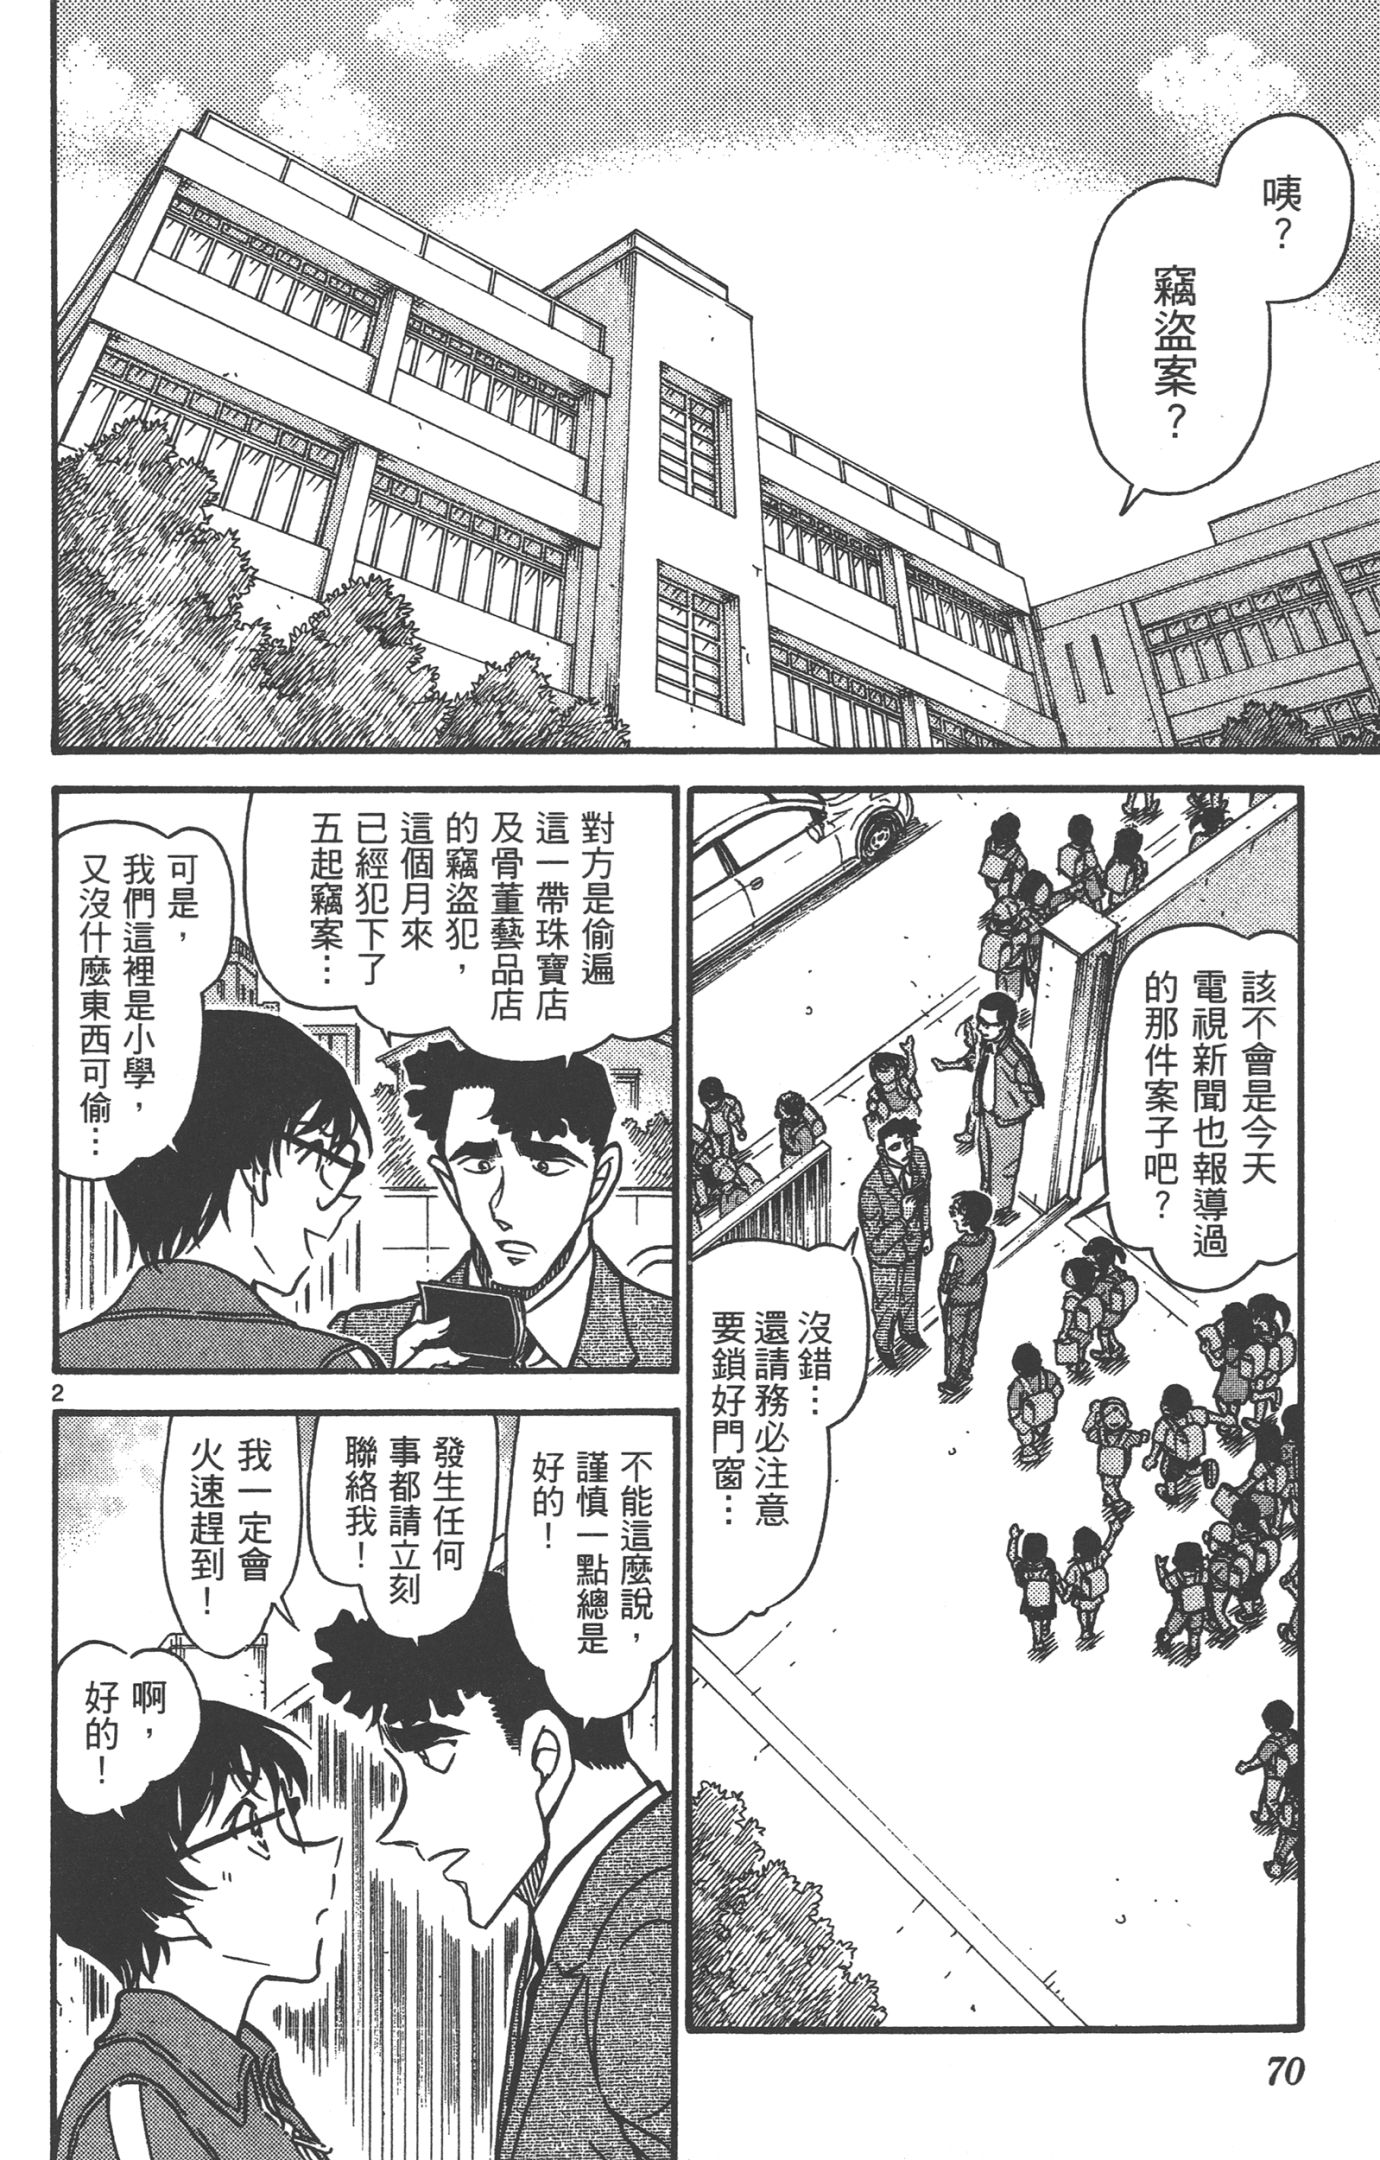 咦？
竊盜案？
該不會是今天
電視新聞也報導過
的那件案子吧？
沒錯…
還請務必注意
要鎖好門窗…
對方是偷遍
這一帶珠寶店
及骨董藝品店
的竊盜犯，
這個月來
已經犯下了
五起竊案…
可是，
我們這裡是小學，
又沒什麼東西可偷…
2
不能這麼說，
謹慎一點總是
好的！
發生任何
事都請立刻
聯絡我！
我一定會
火速趕到！
啊，
好的！
70